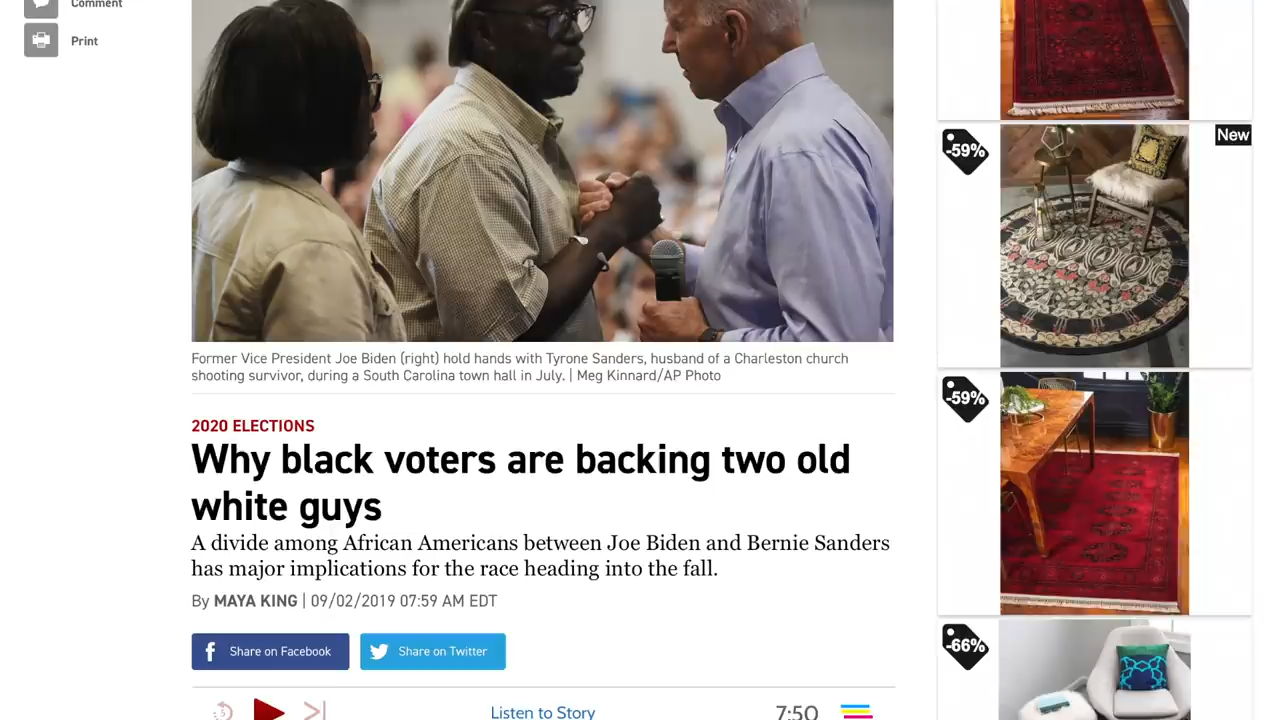 Comment
Print
New
-59%
Former Vice President Joe Biden (right) hold hands with Tyrone Sanders, husband of a Charleston church
shooting survivor, during a South Carolina town hall in July. | Meg Kinnard/AP Photo
-59%
2020 ELECTIONS
Why black voters are backing two old
white guys
A divide among African Americans between Joe Biden and Bernie Sanders
has major implications for the race heading into the fall.
By MAYA KING | 09/02/2019 07:59 AM EDT
Share on Facebook
Share on Twitter
-66%
5
Listen to Story
7:50